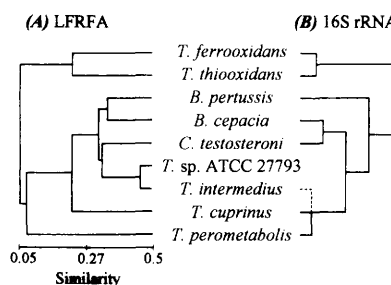 (A) LFRFA (B) 16S rRNA
T. ferrooxidans
T. thiooxidans
B. pertussis
B. cepacia
C. testosteroni
T. sp. ATCC 27793
T. intermedius
T. cuprinus
T. perometabolis
0.05 0.27 0.5
Similarity